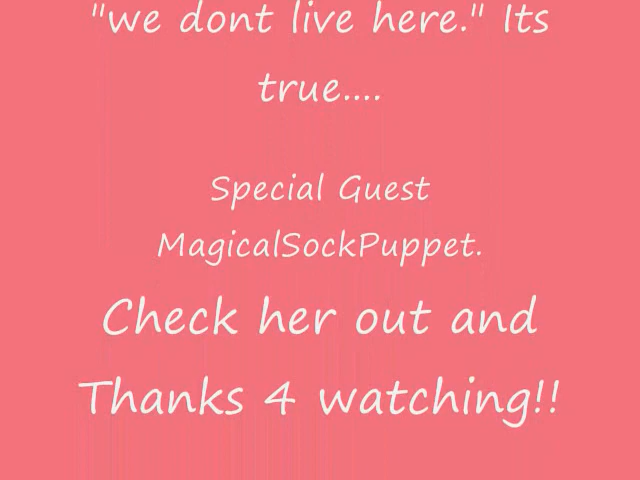 "we dont live here." Its
true....
Special Guest
MagicalSockPuppet.
Check her out and
Thanks 4 watching!!